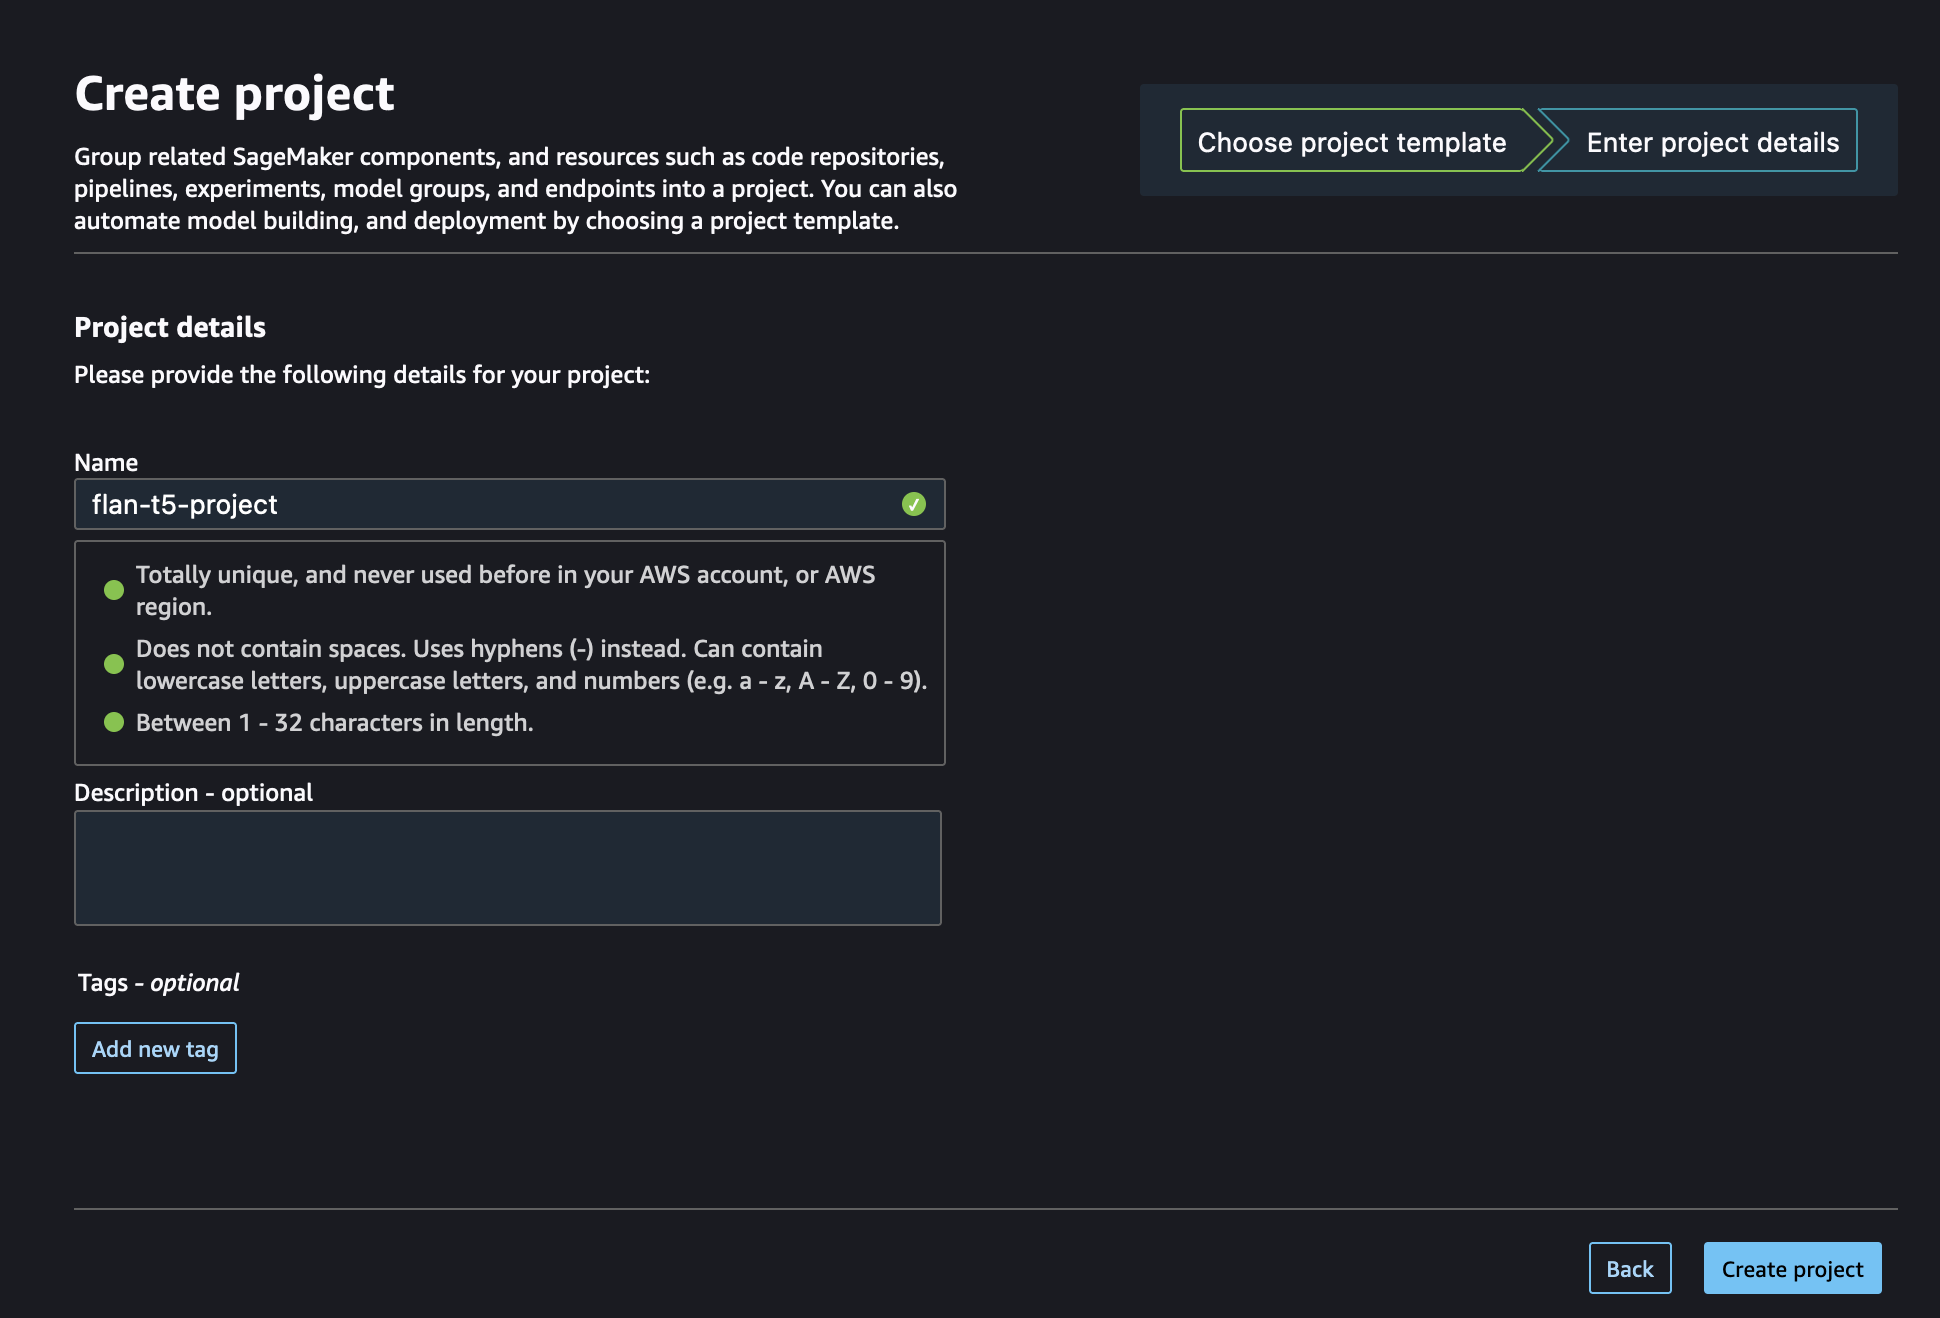 Create project
Group related SageMaker components, and resources such as code repositories,
pipelines, experiments, model groups, and endpoints into a project. You can also
automate model building, and deployment by choosing a project template.
Choose project template
Enter project details
Project details
Please provide the following details for your project:
Name
flan-t5-project
Totally unique, and never used before in your AWS account, or AWS
region.
Does not contain spaces. Uses hyphens (-) instead. Can contain
lowercase letters, uppercase letters, and numbers (e.g. a - z, A - Z, 0 - 9).
Between 1 - 32 characters in length.
Description - optional
Tags - optional
Add new tag
Back
Create project